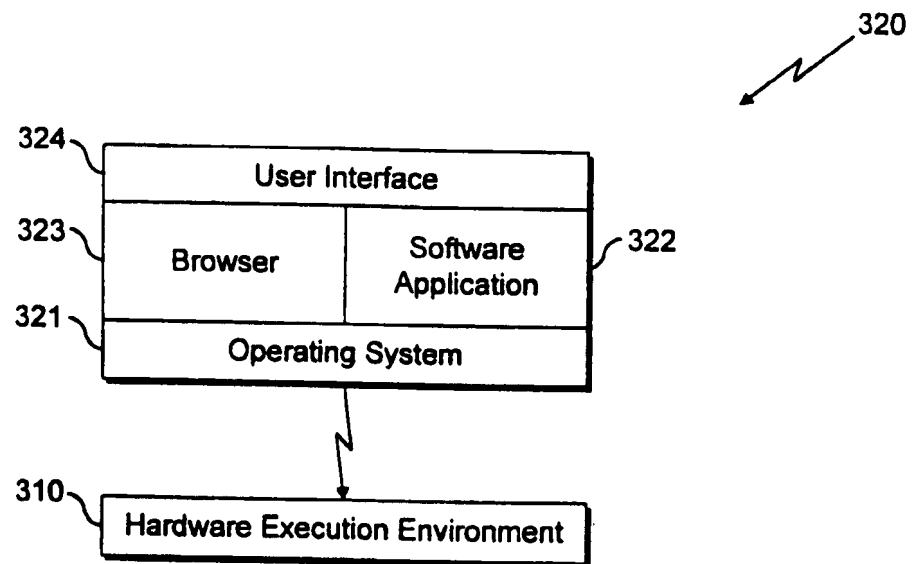 320
324
User Interface
323
Browser
Software
Application
322
321
Operating System
310
Hardware Execution Environment